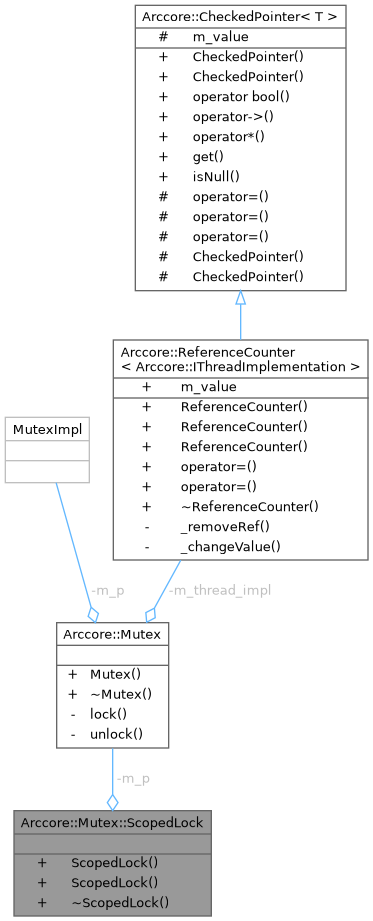 Arccore::CheckedPointer< T >
# m_value
+ CheckedPointer()
+ CheckedPointer()
+ operator bool()
+ operator->()
+ operator*()
+ get()
+ isNull()
# operator=()
# operator=()
# operator=()
# CheckedPointer()
# CheckedPointer()
Arccore::ReferenceCounter
< Arccore::IThreadImplementation >
+ m_value
+ ReferenceCounter()
+ ReferenceCounter()
+ ReferenceCounter()
+ operator=()
+ operator=()
+ ~ReferenceCounter()
- _removeRef()
- _changeValue()
MutexImpl
-m_p
-m_thread_impl
Arccore::Mutex
+ Mutex()
+ ~Mutex()
- lock()
- unlock()
-m_p
Arccore::Mutex::ScopedLock
+ ScopedLock()
+ ScopedLock()
+ ~ScopedLock()